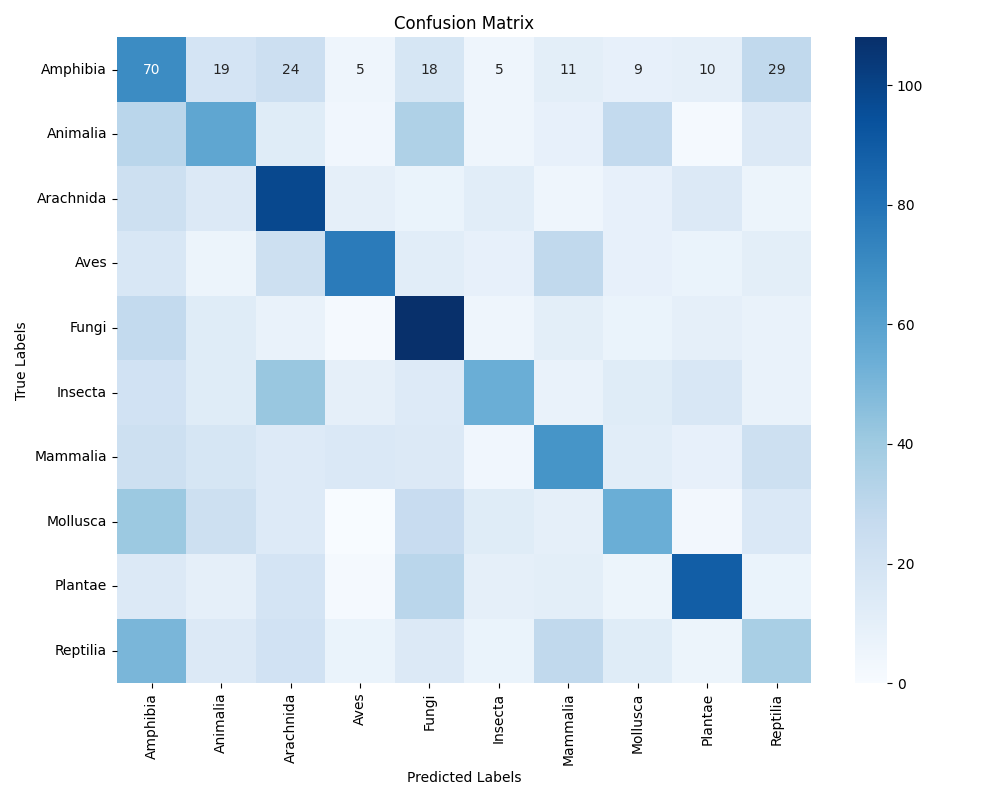 Confusion Matrix
True Labels
Amphibia 70 19 24 5 18 5 11 9 10 29
Animalia
Arachnida
Aves
Fungi
Insecta
Mammalia
Mollusca
Plantae
Reptilia
Amphibia Animalia Arachnida Aves Fungi Insecta Mammalia Mollusca Plantae Reptilia
Predicted Labels
100
80
60
40
20
0